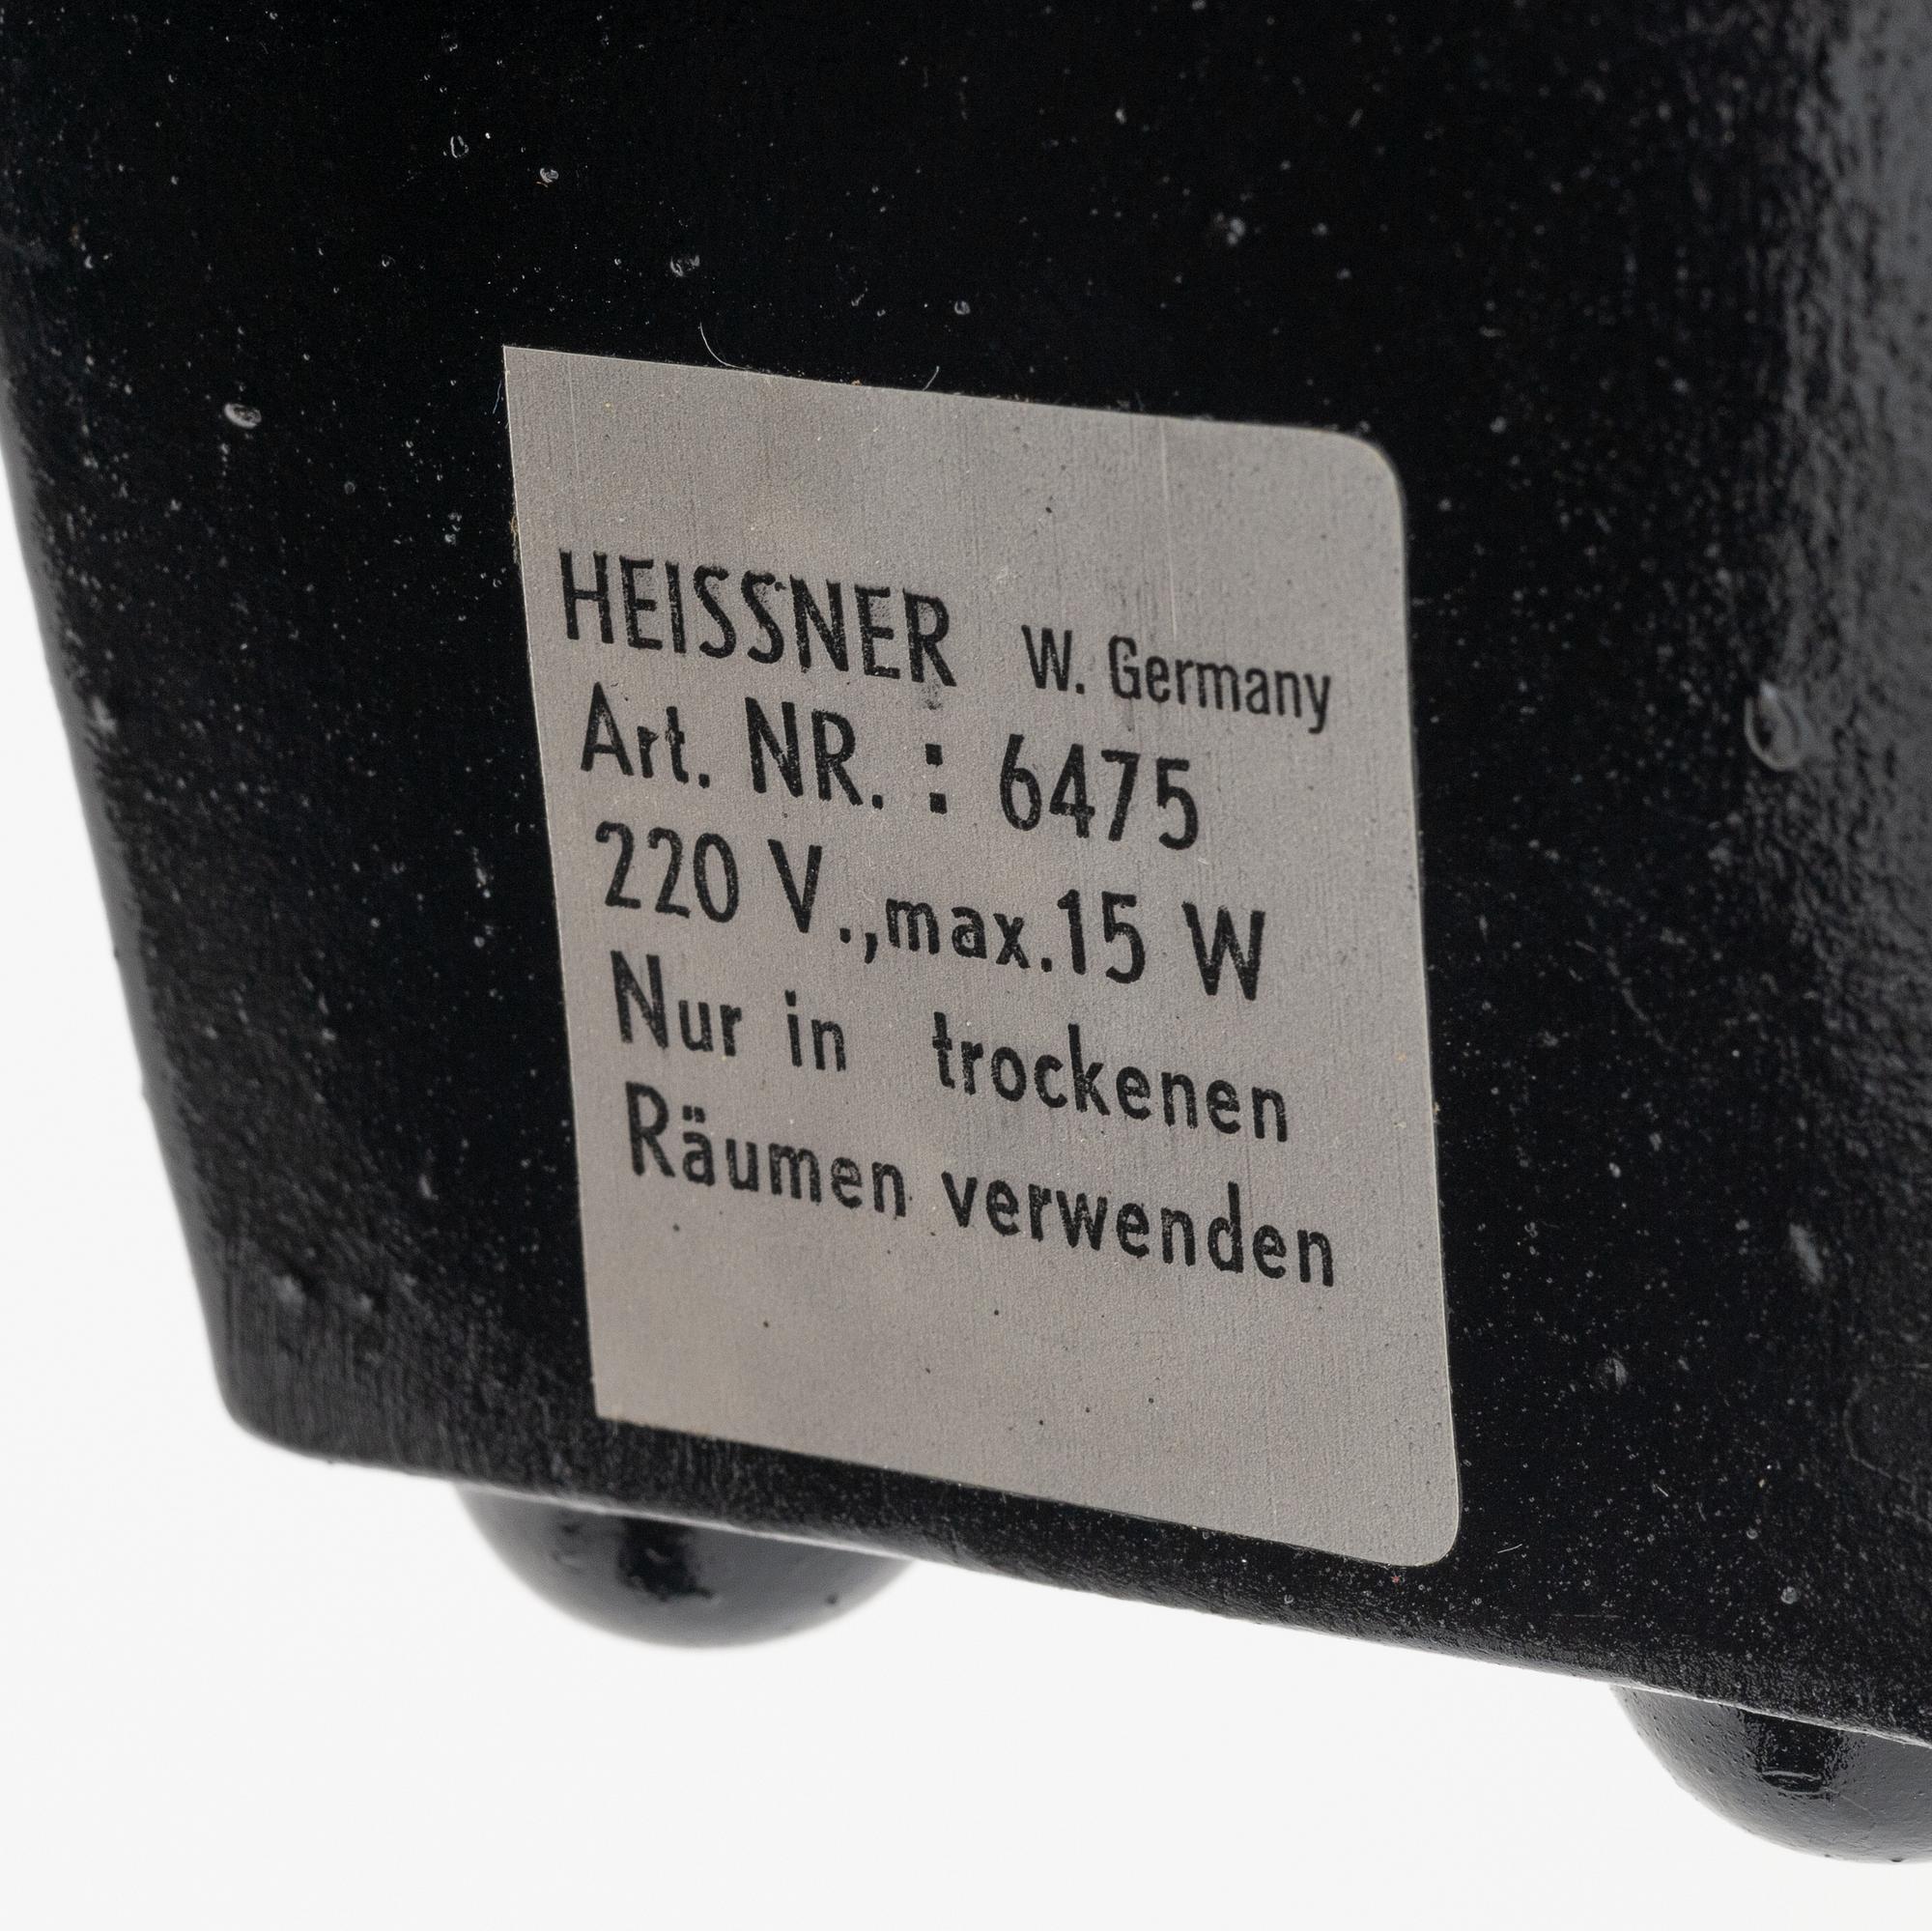 HEISSNER W. Germany
Art. NR. : 6475
220 V.,max.15 W
Nur in trockenen
Räumen verwenden